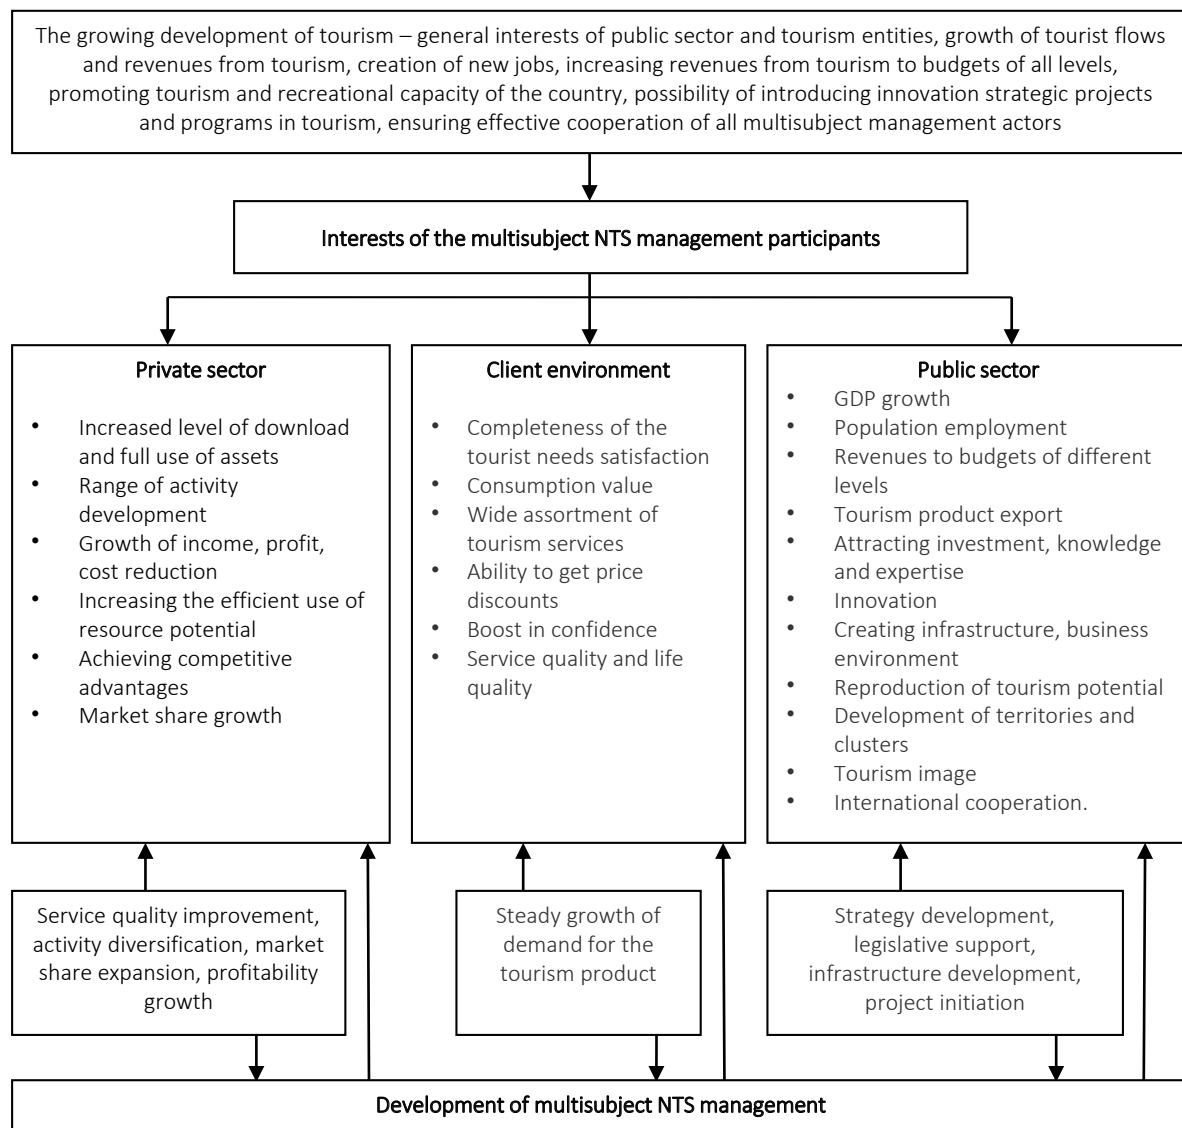 The growing development of tourism – general interests of public sector and tourism entities, growth of tourist flows
and revenues from tourism, creation of new jobs, increasing revenues from tourism to budgets of all levels,
promoting tourism and recreational capacity of the country, possibility of introducing innovation strategic projects
and programs in tourism, ensuring effective cooperation of all multisubject management actors
Interests of the multisubject NTS management participants
Private sector
• Increased level of download
and full use of assets
• Range of activity
development
• Growth of income, profit,
cost reduction
• Increasing the efficient use of
resource potential
• Achieving competitive
advantages
• Market share growth
Client environment
• Completeness of the
tourist needs satisfaction
• Consumption value
• Wide assortment of
tourism services
• Ability to get price
discounts
• Boost in confidence
• Service quality and life
quality
Public sector
• GDP growth
• Population employment
• Revenues to budgets of different
levels
• Tourism product export
• Attracting investment, knowledge
and expertise
• Innovation
• Creating infrastructure, business
environment
• Reproduction of tourism potential
• Development of territories and
clusters
• Tourism image
• International cooperation.
Service quality improvement,
activity diversification, market
share expansion, profitability
growth
Steady growth of
demand for the
tourism product
Strategy development,
legislative support,
infrastructure development,
project initiation
Development of multisubject NTS management